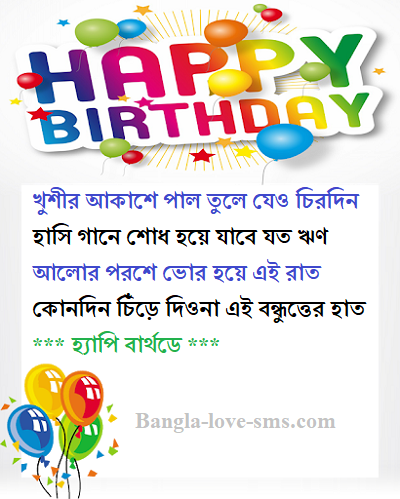 HAPPY
BIRTHDAY
খুশীর আকাশে পাল তুলে যেও চিরদিন
হাসি গানে শোধ হয়ে যাবে যত ঋণ
আলোর পরশে ভোর হয়ে এই রাত
কোনদিন চিঁড়ে দিওনা এই বন্ধুত্তের হাত
*** হ্যাপি বার্থডে ***
Bangla-love-sms.com